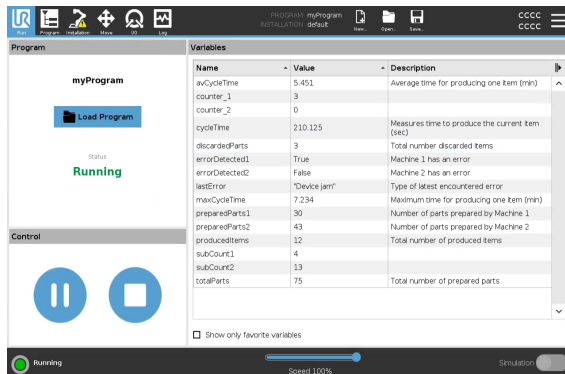 UR
Run
Program
Installation
Move
I/O
Log
PROGRAM myProgram
INSTALLATION default
New...
Open...
Save...
CCCC
CCCC
Program
myProgram
Load Program
Status
Running
Control
Variables
Name Value Description
avCycleTime 5.451 Average time for producing one item (min)
counter_1 3
counter_2 0
cycleTime 210.125 Measures time to produce the current item
(sec)
discardedParts 3 Total number discarded items
errorDetected1 True Machine 1 has an error
errorDetected2 False Machine 2 has an error
lastError "Device jam" Type of latest encountered error
maxCycleTime 7.234 Maximum time for producing one item (min)
preparedParts1 30 Number of parts prepared by Machine 1
preparedParts2 43 Number of parts prepared by Machine 2
producedItems 12 Total number of produced items
subCount1 4
subCount2 13
totalParts 75 Total number of prepared parts
Show only favorite variables
Running
Speed 100%
Simulation